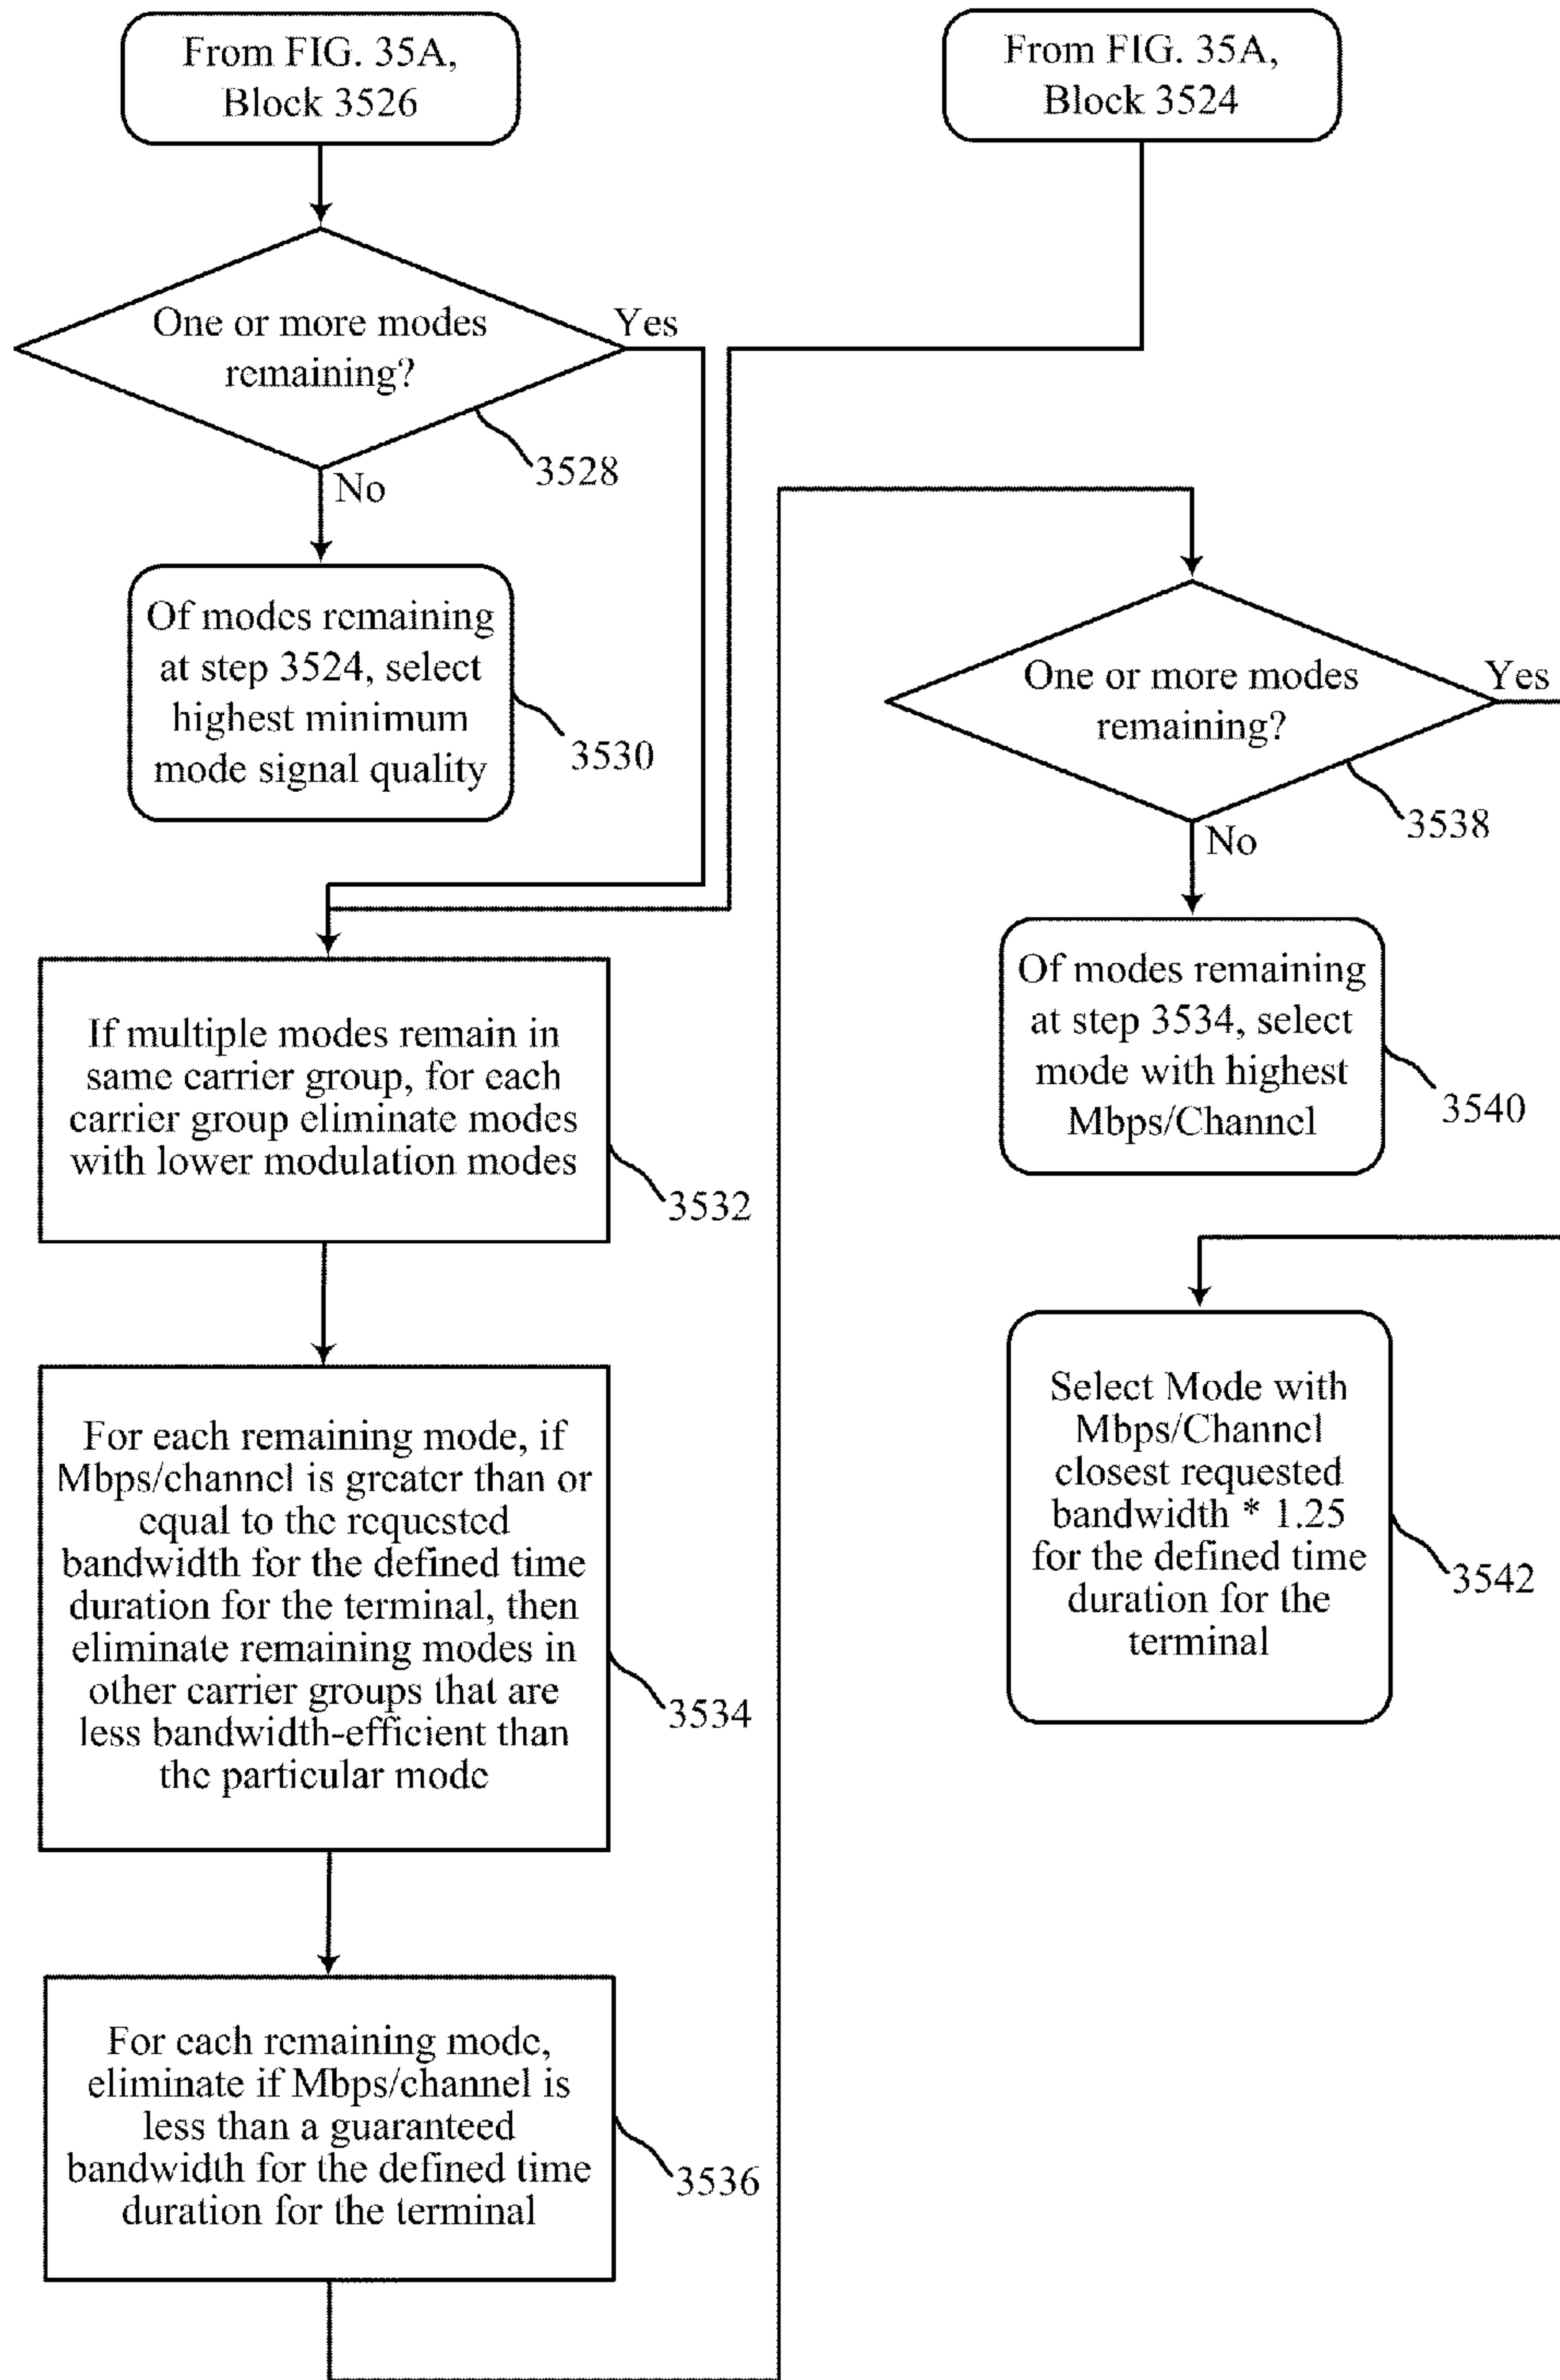 From FIG. 35A,
Block 3526
From FIG. 35A,
Block 3524
One or more modes
remaining?
Yes
3528
No
Of modes remaining
at step 3524, select
highest minimum
mode signal quality
3530
If multiple modes remain in
same carrier group, for each
carrier group eliminate modes
with lower modulation modes
3532
For each remaining mode, if
Mbps/channel is greater than or
equal to the requested
bandwidth for the defined time
duration for the terminal, then
eliminate remaining modes in
other carrier groups that are
less bandwidth-efficient than
the particular mode
3534
For each remaining mode,
eliminate if Mbps/channel is
less than a guaranteed
bandwidth for the defined time
duration for the terminal
3536
One or more modes
remaining?
Yes
3538
No
Of modes remaining
at step 3534, select
mode with highest
Mbps/Channel
3540
Select Mode with
Mbps/Channel
closest requested
bandwidth * 1.25
for the defined time
duration for the
terminal
3542